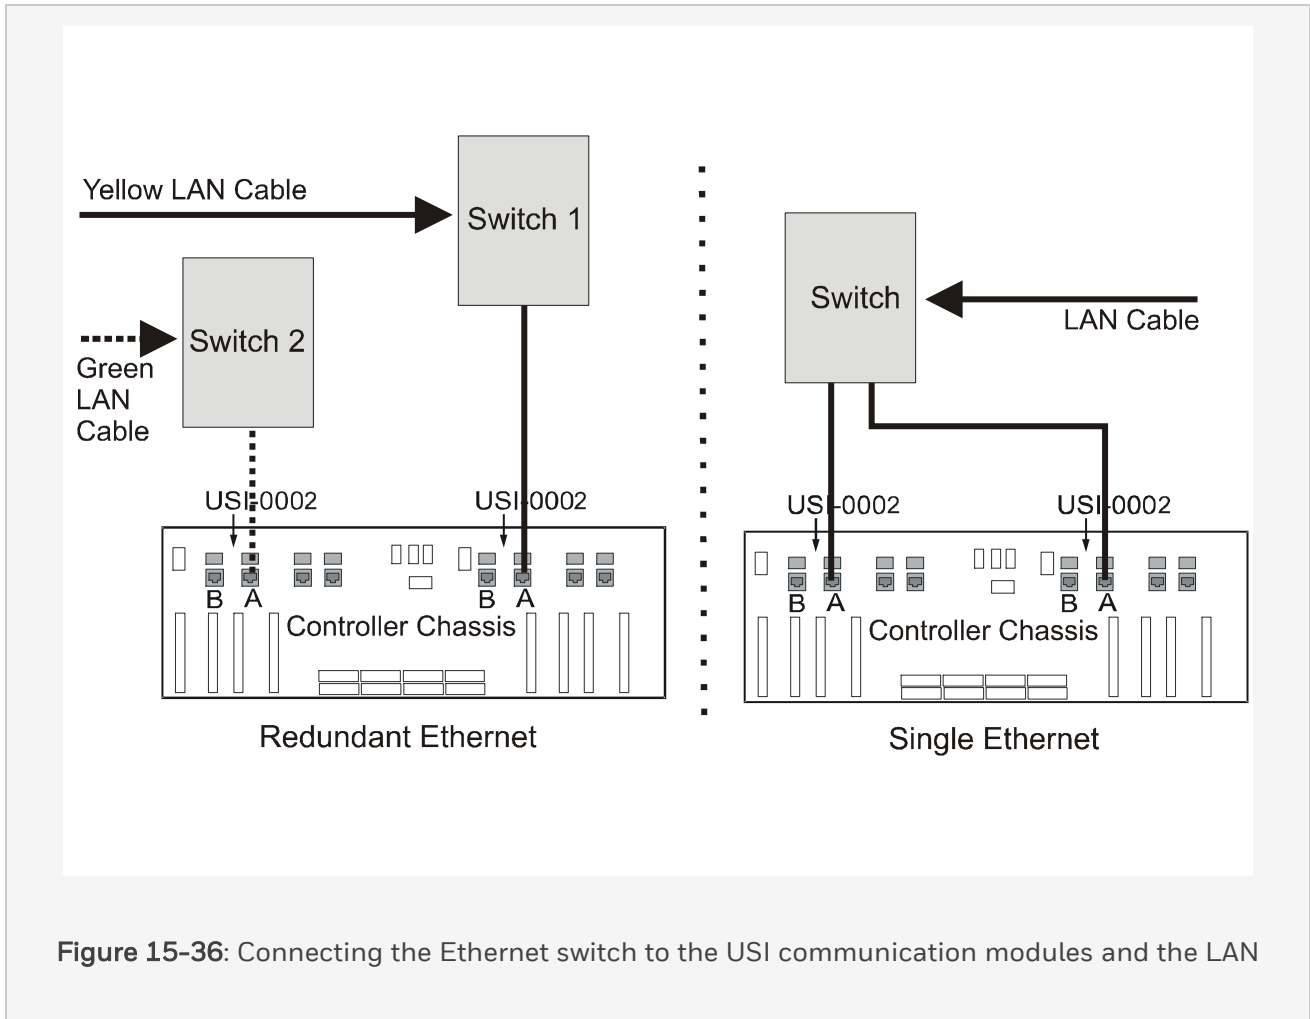 Yellow LAN Cable
Switch 1
Switch 2
Green
LAN
Cable
USI-0002
USI-0002
B A
B A
Controller Chassis
Redundant Ethernet
Switch
LAN Cable
USI-0002
USI-0002
B A
B A
Controller Chassis
Single Ethernet
Figure 15-36: Connecting the Ethernet switch to the USI communication modules and the LAN